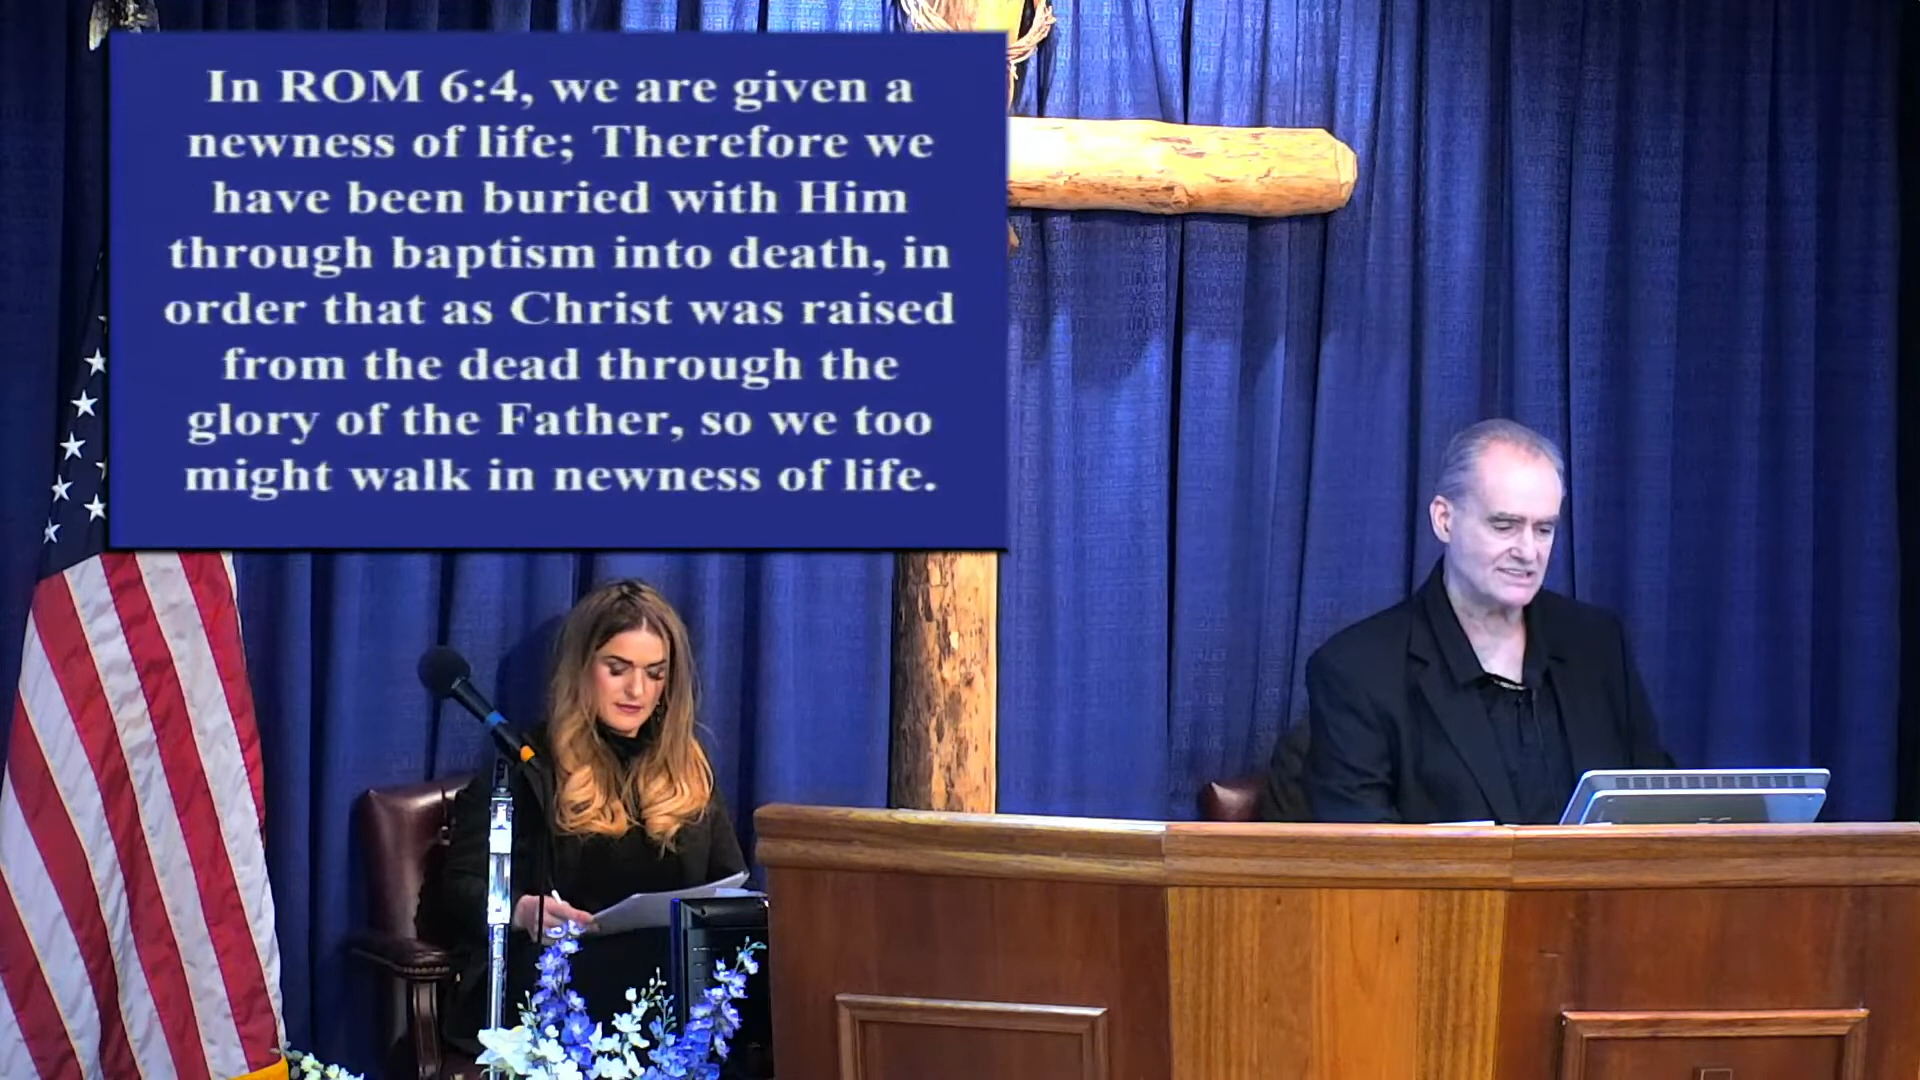 In ROM 6:4, we are given a
newness of life; Therefore we
have been buried with Him
through baptism into death, in
order that as Christ was raised
from the dead through the
glory of the Father, so we too
might walk in newness of life.